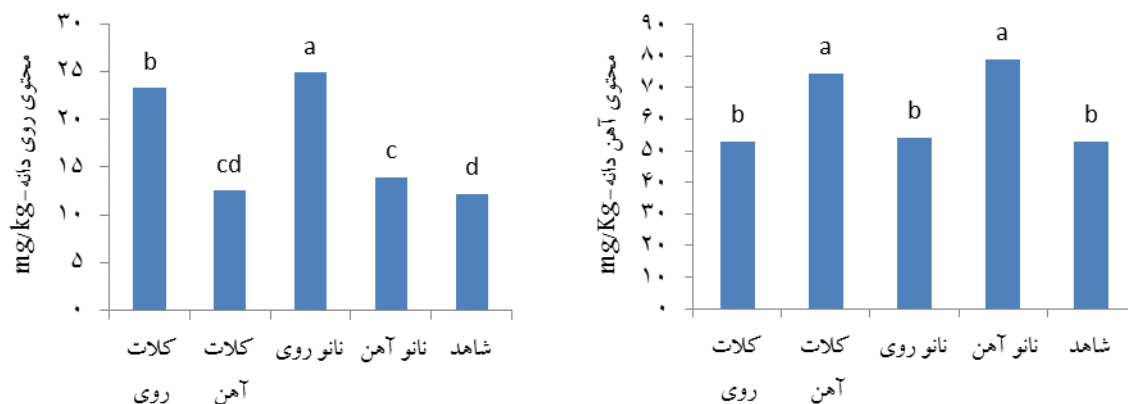 محتوی روی دانه-mg/kg
۳۰
۲۵
۲۰
۱۵
۱۰
۵
۰
b
cd
a
c
d
کلات روی
کلات آهن
نانو روی
نانو آهن
شاهد
محتوی آهن دانه-mg/Kg
۹۰
۸۰
۷۰
۶۰
۵۰
۴۰
۳۰
۲۰
۱۰
۰
b
a
b
a
b
کلات روی
کلات آهن
نانو روی
نانو آهن
شاهد